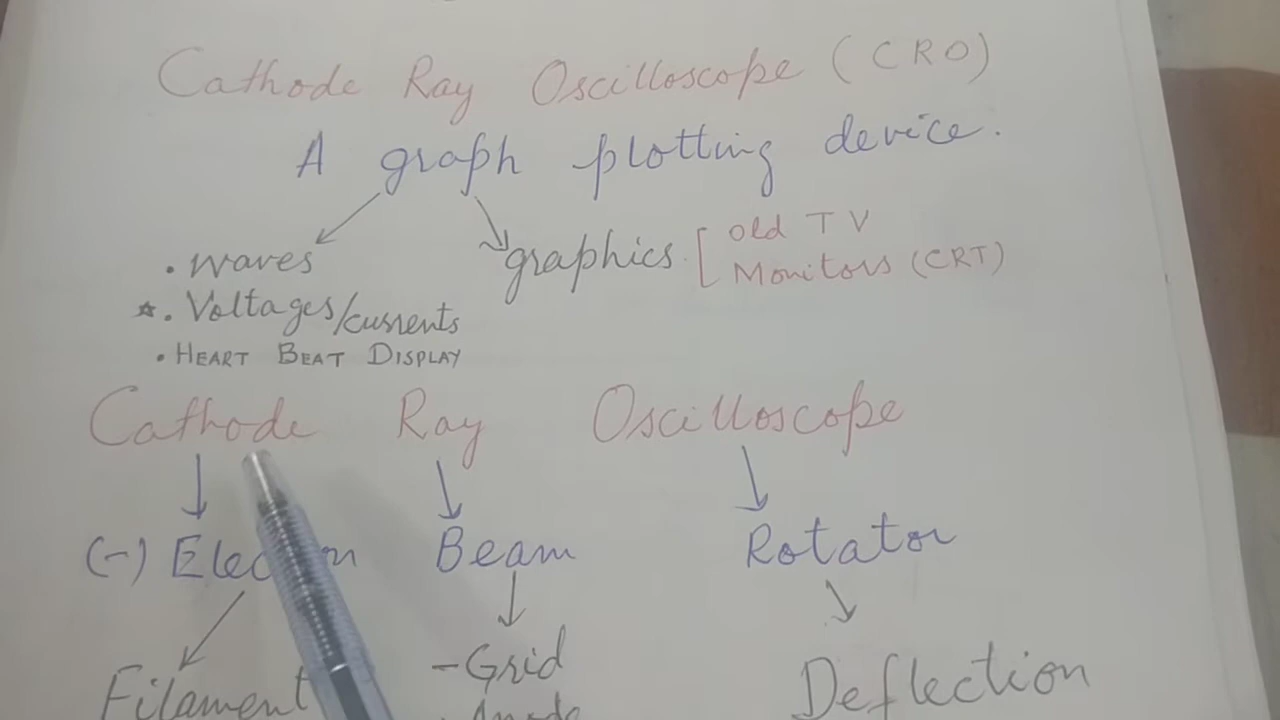 Cathode Ray Oscilloscope (CRO)
A graph plotting device.
. waves
graphics [ Old TV
Monitors (CRT)
* . Voltages/currents
. HEART BEAT DISPLAY
Cathode Ray Oscilloscope
(-) Beam Rotator
Filament - Grid Deflection